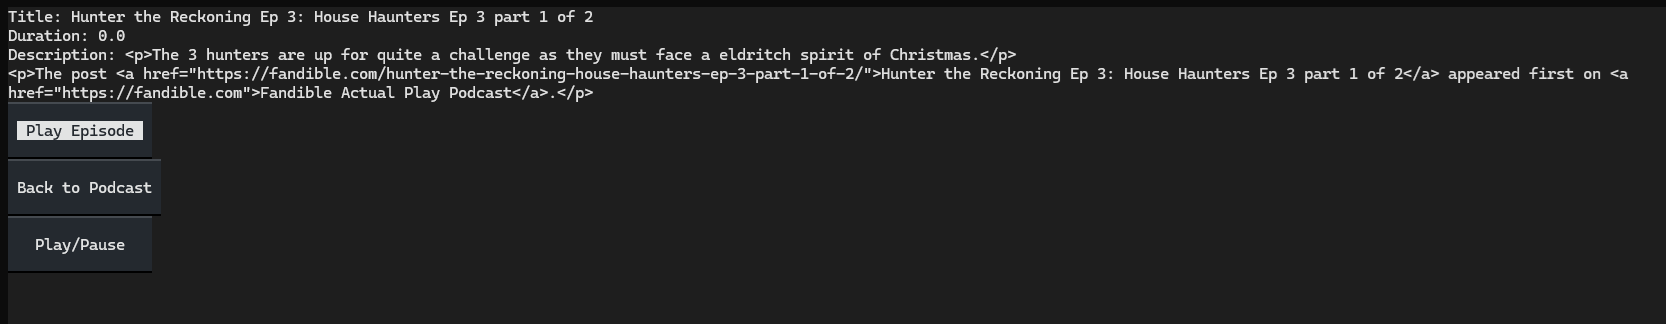 Title: Hunter the Reckoning Ep 3: House Haunters Ep 3 part 1 of 2
Duration: 0.0
Description: <p>The 3 hunters are up for quite a challenge as they must face a eldritch spirit of Christmas.</p>
<p>The post <a href="https://fandible.com/hunter-the-reckoning-house-haunters-ep-3-part-1-of-2/">Hunter the Reckoning Ep 3: House Haunters Ep 3 part 1 of 2</a> appeared first on <a
href="https://fandible.com">Fandible Actual Play Podcast</a>.</p>
Play Episode
Back to Podcast
Play/Pause